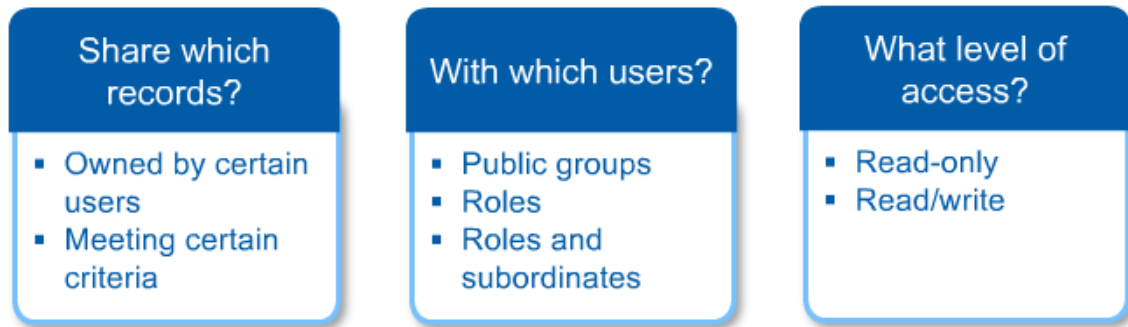 Share which
records?
▪ Owned by certain
users
▪ Meeting certain
criteria
With which users?
▪ Public groups
▪ Roles
▪ Roles and
subordinates
What level of
access?
▪ Read-only
▪ Read/write